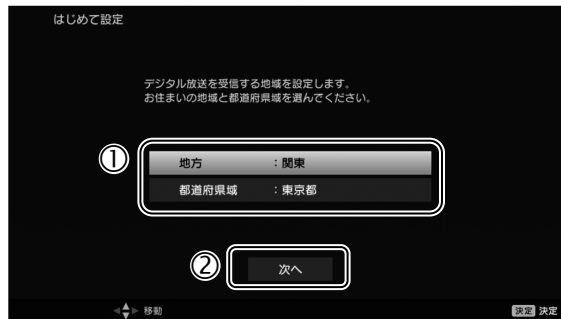 はじめて設定
デジタル放送を受信する地域を設定します。
お住まいの地域と都道府県域を選んでください。
①
地方 :関東
都道府県域 :東京都
②
次へ
移動
決定 決定